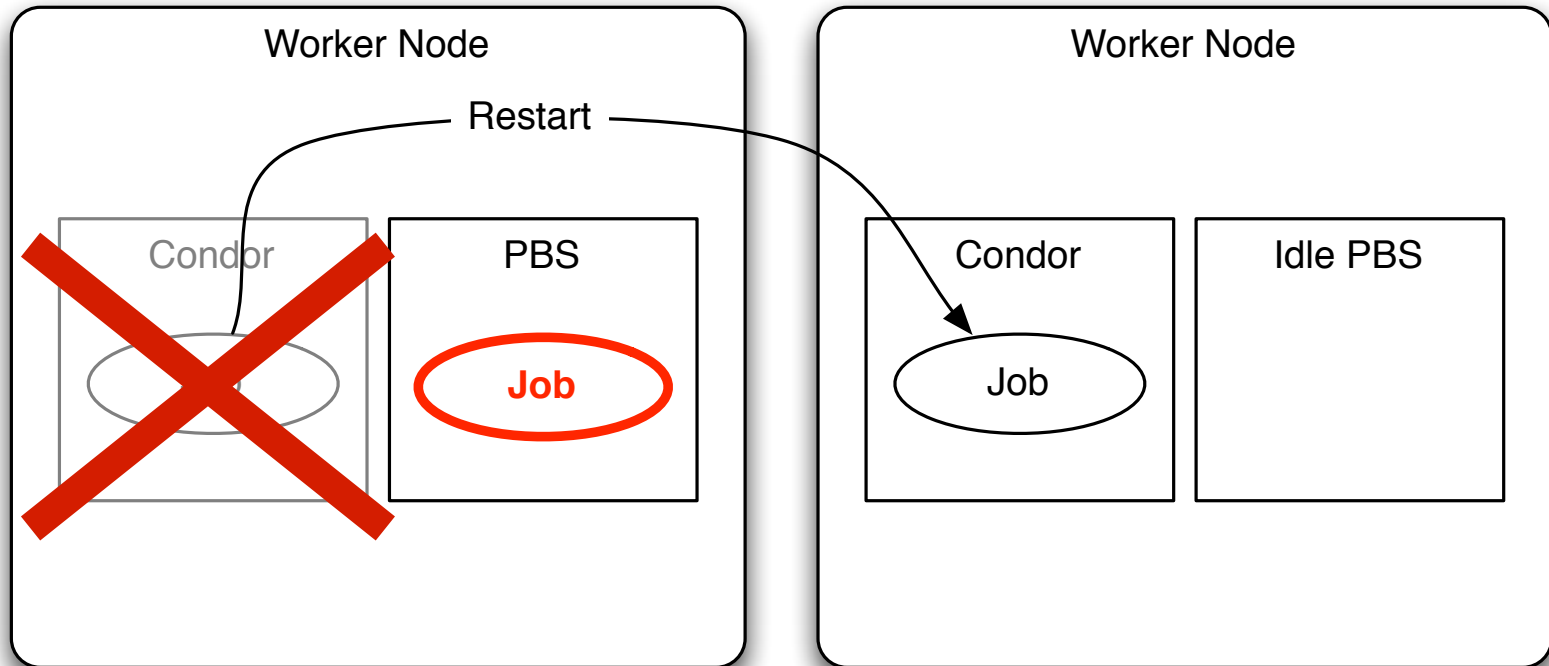 Worker Node
Restart
Condor
PBS
Job
Worker Node
Condor
Idle PBS
Job